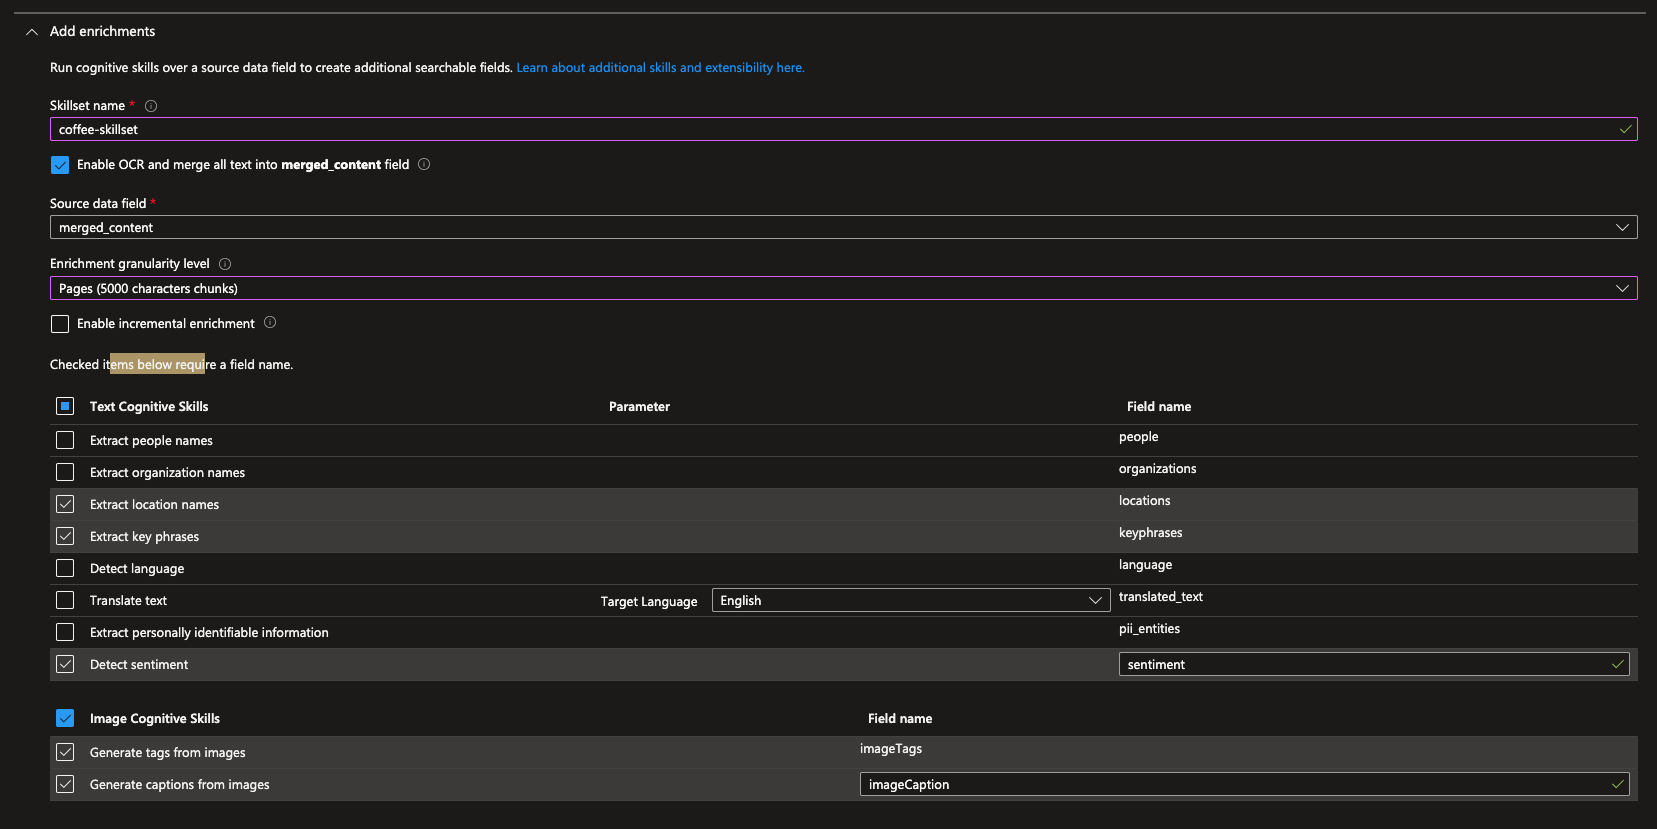 Add enrichments
Run cognitive skills over a source data field to create additional searchable fields. Learn about additional skills and extensibility here.
Skillset name *
coffee-skillset
Enable OCR and merge all text into merged_content field
Source data field *
merged_content
Enrichment granularity level
Pages (5000 characters chunks)
Enable incremental enrichment
Checked items below require a field name.
Text Cognitive Skills Parameter Field name
Extract people names people
Extract organization names organizations
Extract location names locations
Extract key phrases keyphrases
Detect language language
Translate text Target Language English translated_text
Extract personally identifiable information pii_entities
Detect sentiment sentiment
Image Cognitive Skills Field name
Generate tags from images imageTags
Generate captions from images imageCaption